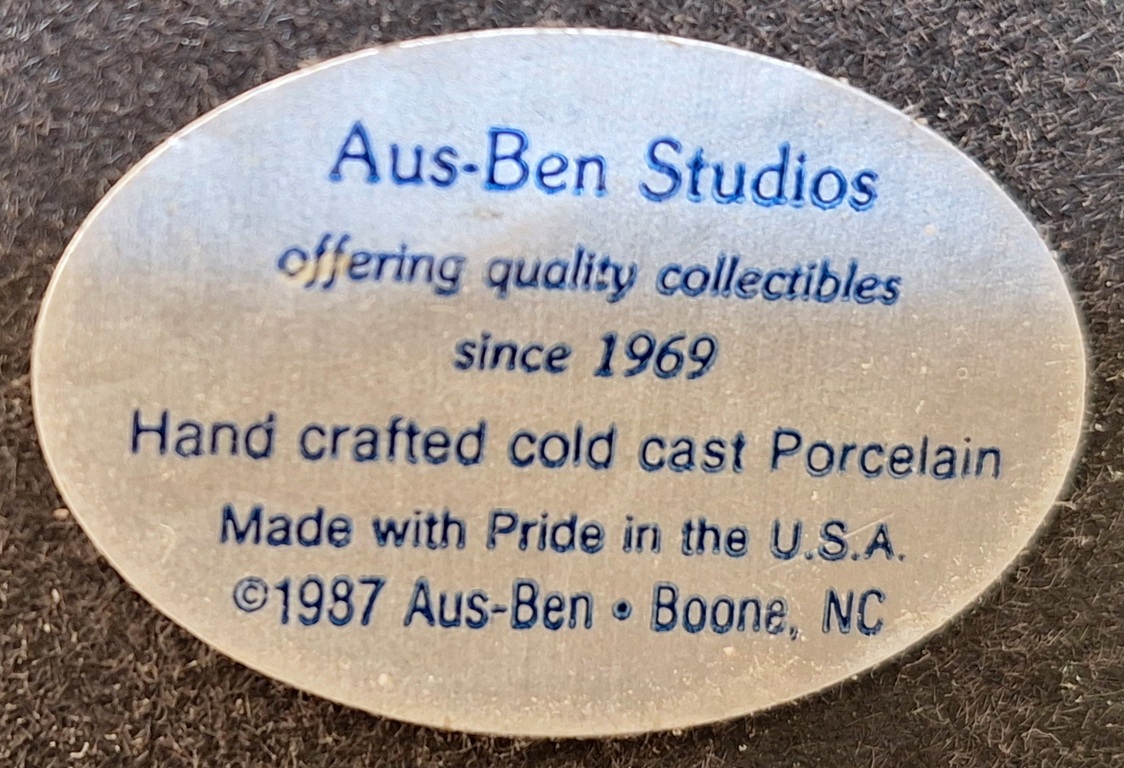 Aus-Ben Studios
offering quality collectibles
since 1969
Hand crafted cold cast Porcelain
Made with Pride in the U.S.A.
©1987 Aus-Ben • Boone, NC